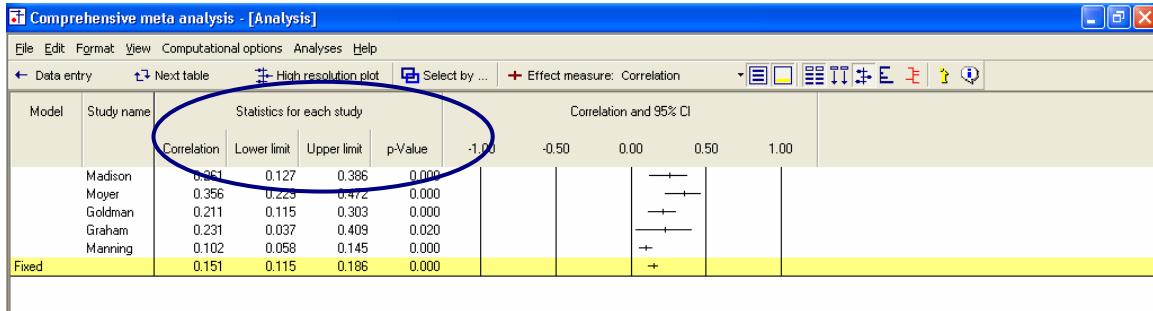 Comprehensive meta analysis - [Analysis]
File Edit Format View Computational options Analyses Help
← Data entry Next table High resolution plot Select by ... + Effect measure: Correlation
Model Study name Statistics for each study Correlation and 95% CI
Correlation Lower limit Upper limit p-Value -1.00 -0.50 0.00 0.50 1.00
Madison 0.261 0.127 0.386 0.000
Moyer 0.356 0.229 0.472 0.000
Goldman 0.211 0.115 0.303 0.000
Graham 0.231 0.037 0.409 0.020
Manning 0.102 0.058 0.145 0.000
Fixed 0.151 0.115 0.186 0.000